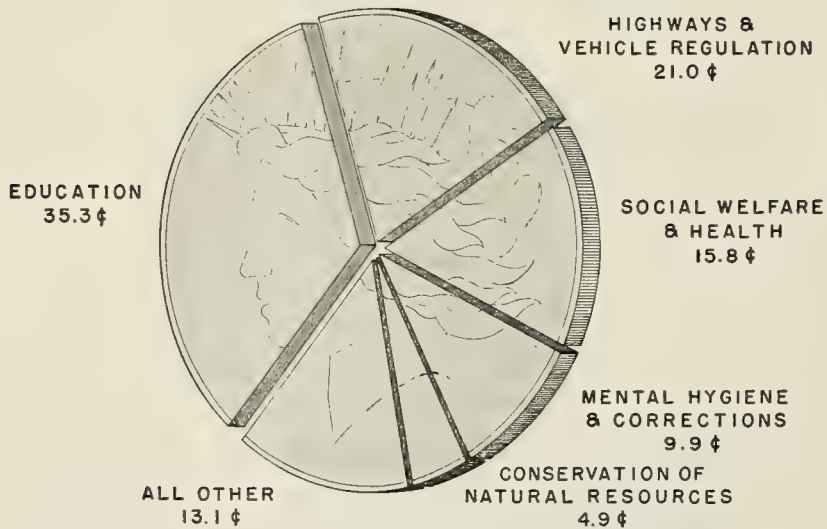 HIGHWAYS &
VEHICLE REGULATION
21.0 ¢
EDUCATION
35.3 ¢
SOCIAL WELFARE
& HEALTH
15.8 ¢
MENTAL HYGIENE
& CORRECTIONS
9.9 ¢
CONSERVATION OF
NATURAL RESOURCES
4.9 ¢
ALL OTHER
13.1 ¢